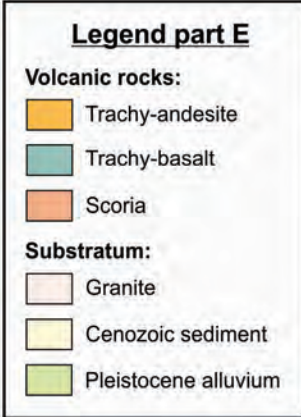 Legend part E
Volcanic rocks:
Trachy-andesite
Trachy-basalt
Scoria
Substratum:
Granite
Cenozoic sediment
Pleistocene alluvium